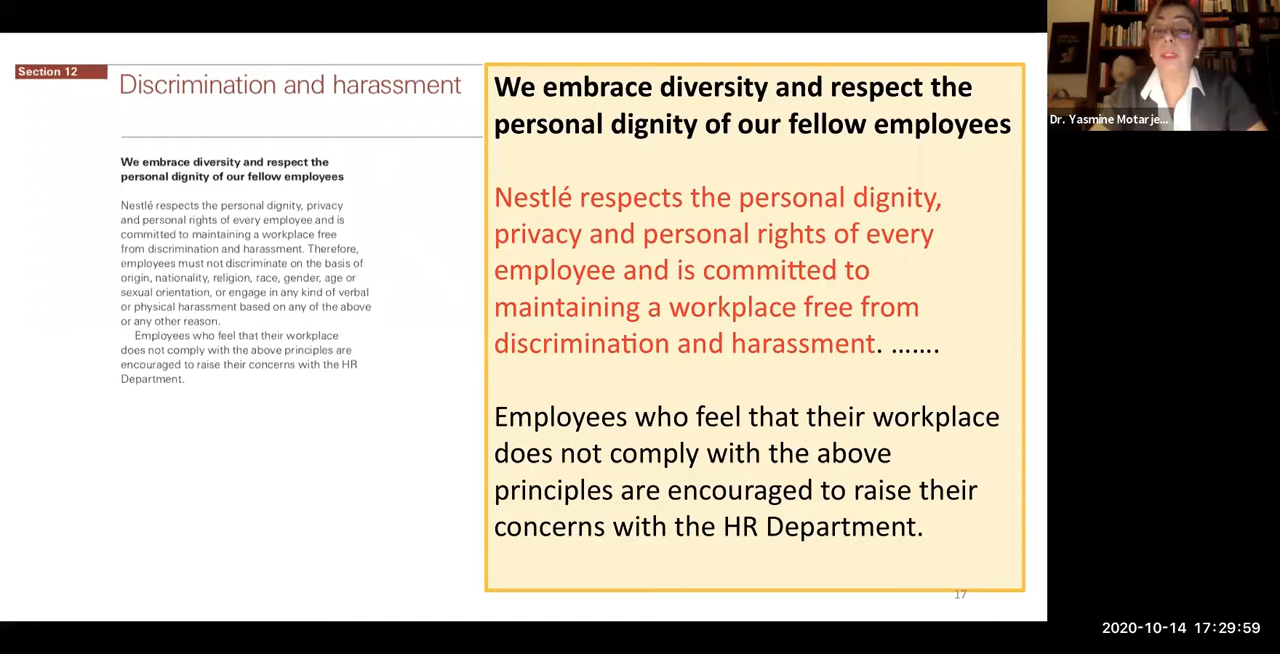 Section 12
Discrimination and harassment
We embrace diversity and respect the
personal dignity of our fellow employees
Nestlé respects the personal dignity, privacy
and personal rights of every employee and is
committed to maintaining a workplace free
from discrimination and harassment. Therefore,
employees must not discriminate on the basis of
origin, nationality, religion, race, gender, age or
sexual orientation, or engage in any kind of verbal
or physical harassment based on any of the above
or any other reason.
Employees who feel that their workplace
does not comply with the above principles are
encouraged to raise their concerns with the HR
Department.
We embrace diversity and respect the
personal dignity of our fellow employees
Nestlé respects the personal dignity,
privacy and personal rights of every
employee and is committed to
maintaining a workplace free from
discrimination and harassment. …….
Employees who feel that their workplace
does not comply with the above
principles are encouraged to raise their
concerns with the HR Department.
17
Dr. Yasmine Motarje...
2020-10-14 17:29:59